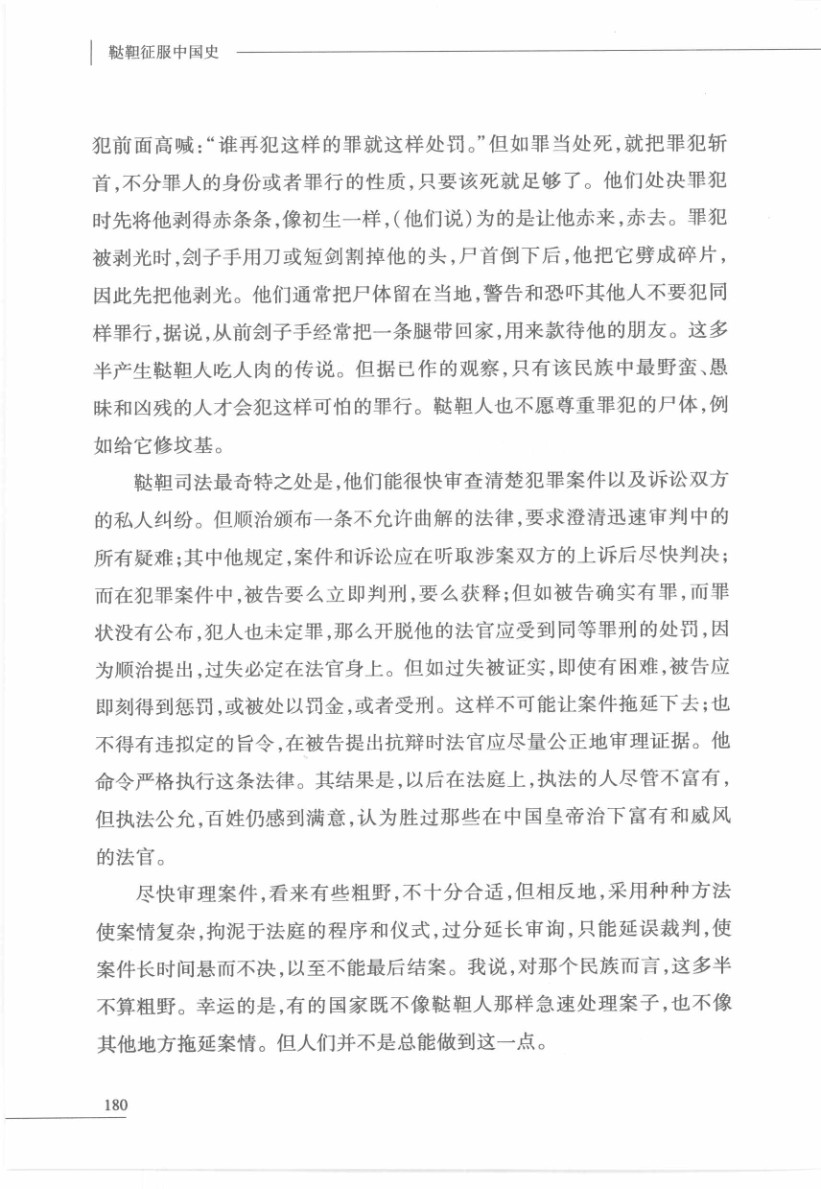 鞑靼征服中国史
犯前面高喊:“谁再犯这样的罪就这样处罚。”但如罪当处死,就把罪犯斩
首,不分罪人的身份或者罪行的性质,只要该死就足够了。他们处决罪犯
时先将他剥得赤条条,像初生一样,(他们说)为的是让他赤来,赤去。罪犯
被剥光时,刽子手用刀或短剑割掉他的头,尸首倒下后,他把它劈成碎片,
因此先把他剥光。他们通常把尸体留在当地,警告和恐吓其他人不要犯同
样罪行,据说,从前刽子手经常把一条腿带回家,用来款待他的朋友。这多
半产生鞑靼人吃人肉的传说。但据已作的观察,只有该民族中最野蛮、愚
昧和凶残的人才会犯这样可怕的罪行。鞑靼人也不愿尊重罪犯的尸体,例
如给它修坟基。
鞑靼司法最奇特之处是,他们能很快审查清楚犯罪案件以及诉讼双方
的私人纠纷。但顺治颁布一条不允许曲解的法律,要求澄清迅速审判中的
所有疑难;其中他规定,案件和诉讼应在听取涉案双方的上诉后尽快判决;
而在犯罪案件中,被告要么立即判刑,要么获释;但如被告确实有罪,而罪
状没有公布,犯人也未定罪,那么开脱他的法官应受到同等罪刑的处罚,因
为顺治提出,过失必定在法官身上。但如过失被证实,即使有困难,被告应
即刻得到惩罚,或被处以罚金,或者受刑。这样不可能让案件拖延下去;也
不得有违拟定的旨令,在被告提出抗辩时法官应尽量公正地审理证据。他
命令严格执行这条法律。其结果是,以后在法庭上,执法的人尽管不富有,
但执法公允,百姓仍感到满意,认为胜过那些在中国皇帝治下富有和威风
的法官。
尽快审理案件,看来有些粗野,不十分合适,但相反地,采用种种方法
使案情复杂,拘泥于法庭的程序和仪式,过分延长审询,只能延误裁判,使
案件长时间悬而不决,以至不能最后结案。我说,对那个民族而言,这多半
不算粗野。幸运的是,有的国家既不像鞑靼人那样急速处理案子,也不像
其他地方拖延案情。但人们并不是总能做到这一点。
180